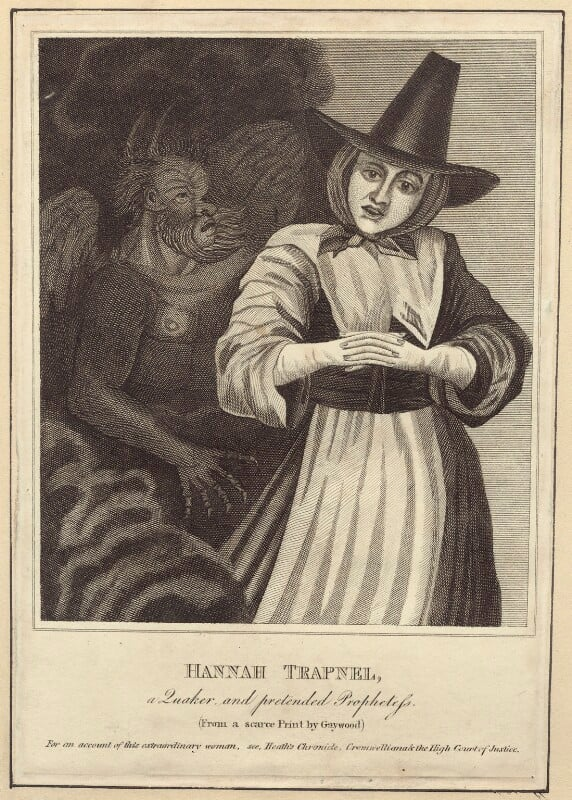 HANNAH TRAPNEL,
a Quaker, and pretended Prophetess.
(From a scarce Print by Gaywood)
For an account of this extraordinary woman, see, Heath's Chronicle, Cromwelliana & the High Court of Justice.